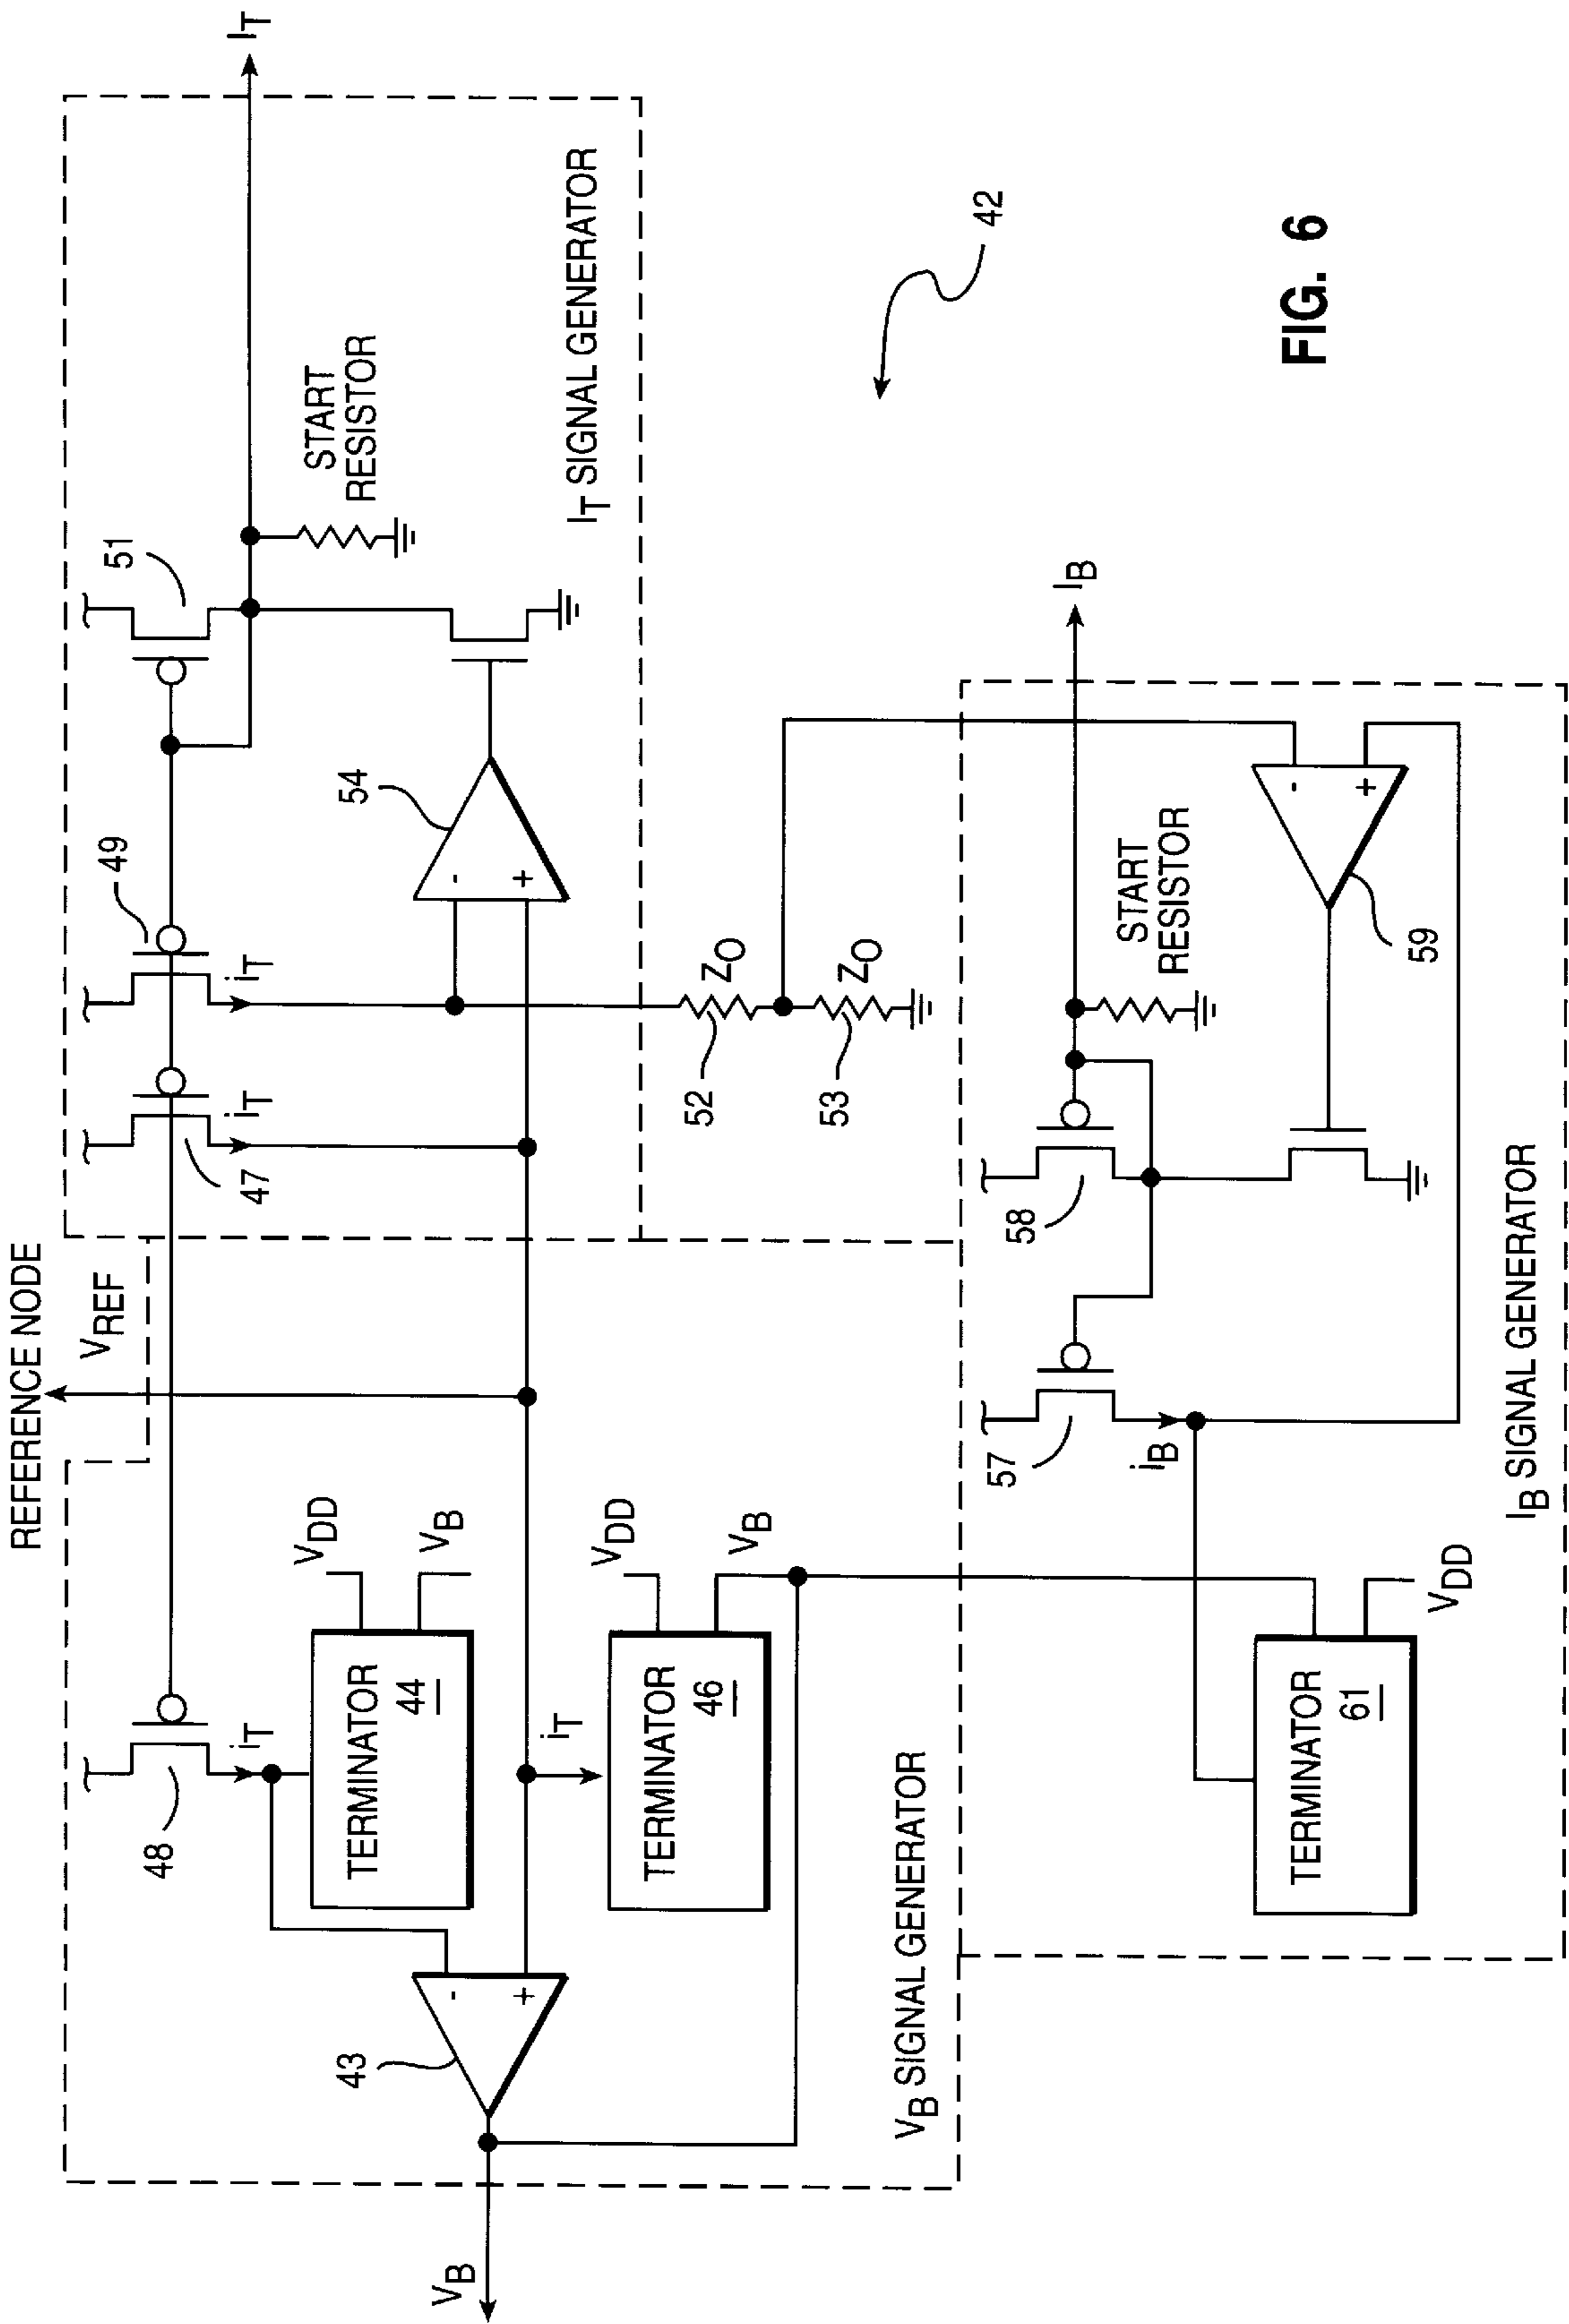 REFERENCE NODE
V_REF
I_T
51
49
47
48
i_T
i_T
i_T
START
RESISTOR
I_T SIGNAL GENERATOR
54
-
+
V_DD
V_B
TERMINATOR
44
i_T
V_DD
V_B
TERMINATOR
46
43
-
+
V_B
V_B SIGNAL GENERATOR
52
Z_O
53
Z_O
42
I_B
START
RESISTOR
58
57
i_B
59
-
+
V_DD
TERMINATOR
61
I_B SIGNAL GENERATOR
FIG. 6